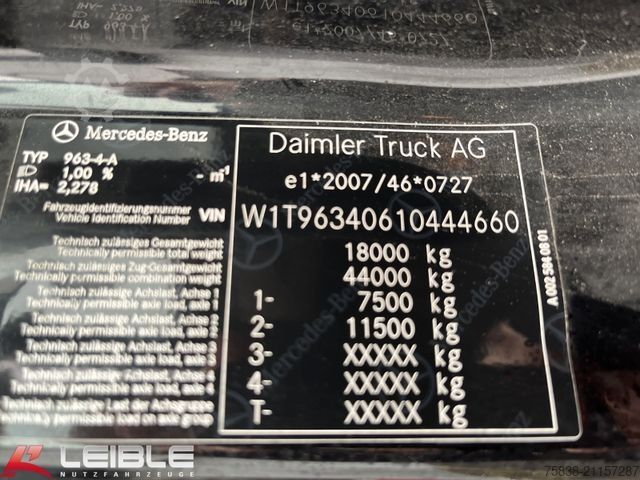 Mercedes-Benz
TYP 963-4-A
1,00 %
IHA= 2,278 - m⁻¹
Fahrzeugidentifizierungsnummer
Vehicle Identification Number VIN
Technisch zulässiges Gesamtgewicht
Technically permissible total weight
Technisch zulässiges Zug-Gesamtgewicht
Technically permissible combination weight
Technisch zulässige Achslast, Achse 1
Technically permissible axle load, axle 1
Technisch zulässige Achslast, Achse 2
Technically permissible axle load, axle 2
Technisch zulässige Achslast, Achse 3
Technically permissible axle load, axle 3
Technisch zulässige Achslast, Achse 4
Technically permissible axle load, axle 4
Technisch zulässige Last der Achsgruppe
Technically permissible load on axle group
Daimler Truck AG
e1*2007/46*0727
W1T96340610444660
18000 kg
44000 kg
1- 7500 kg
2- 11500 kg
3- XXXXX kg
4- XXXXX kg
T- XXXXX kg
A 002 584 08 01
LEIBLE
NUTZFAHRZEUGE
75838-21157287